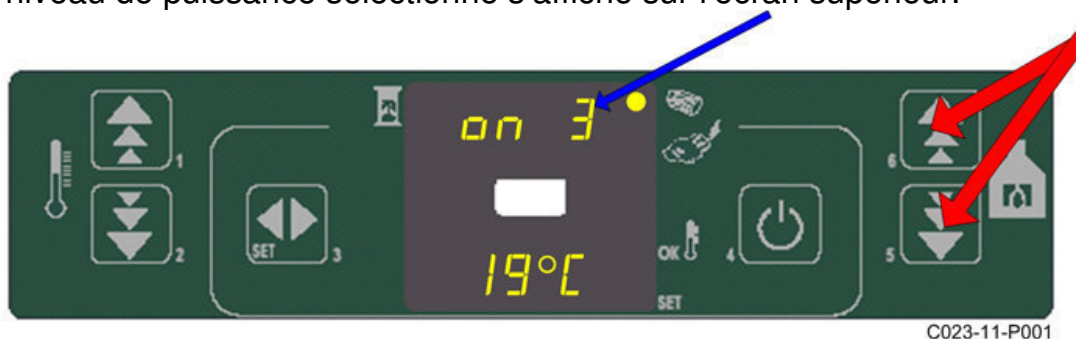 niveau de puissance sélectionné s'affiche sur l'écran supérieur.
on 3
1
6
2
SET
3
OK
4
5
19°C
SET
C023-11-P001